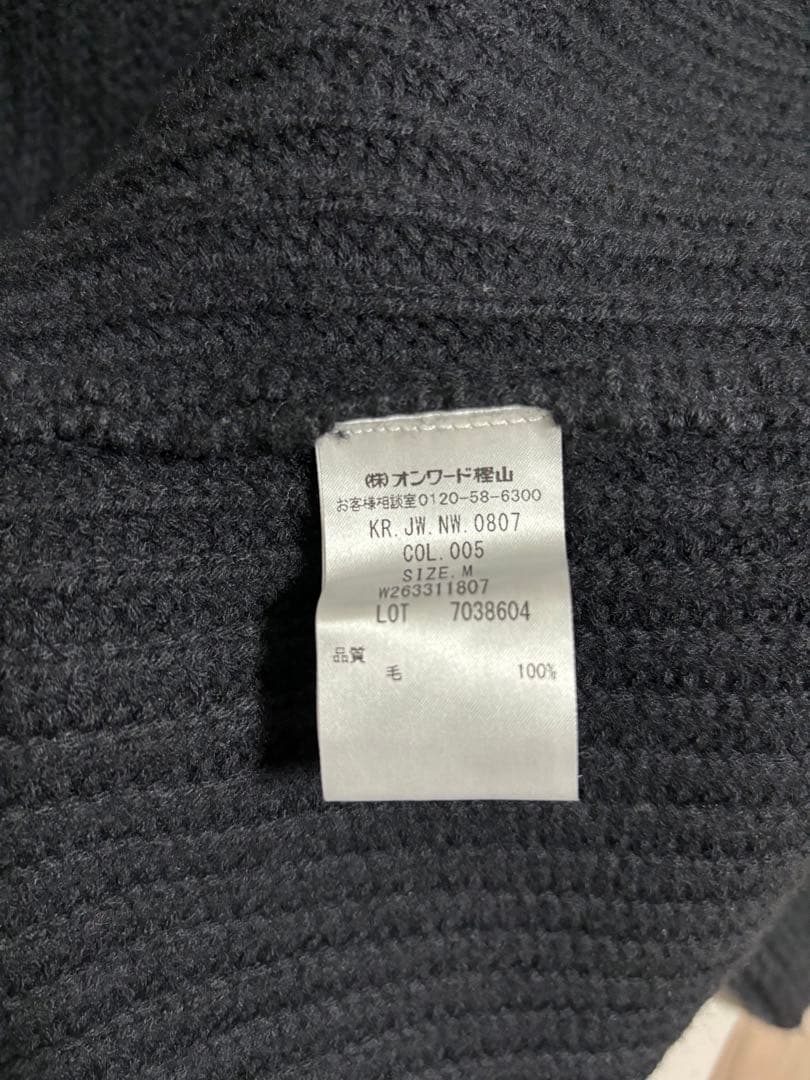 (株)オンワード樫山
お客様相談室0120-58-6300
KR.JW.NW.0807
COL.005
SIZE.M
W263311807
LOT 7038604
品質
毛 100%